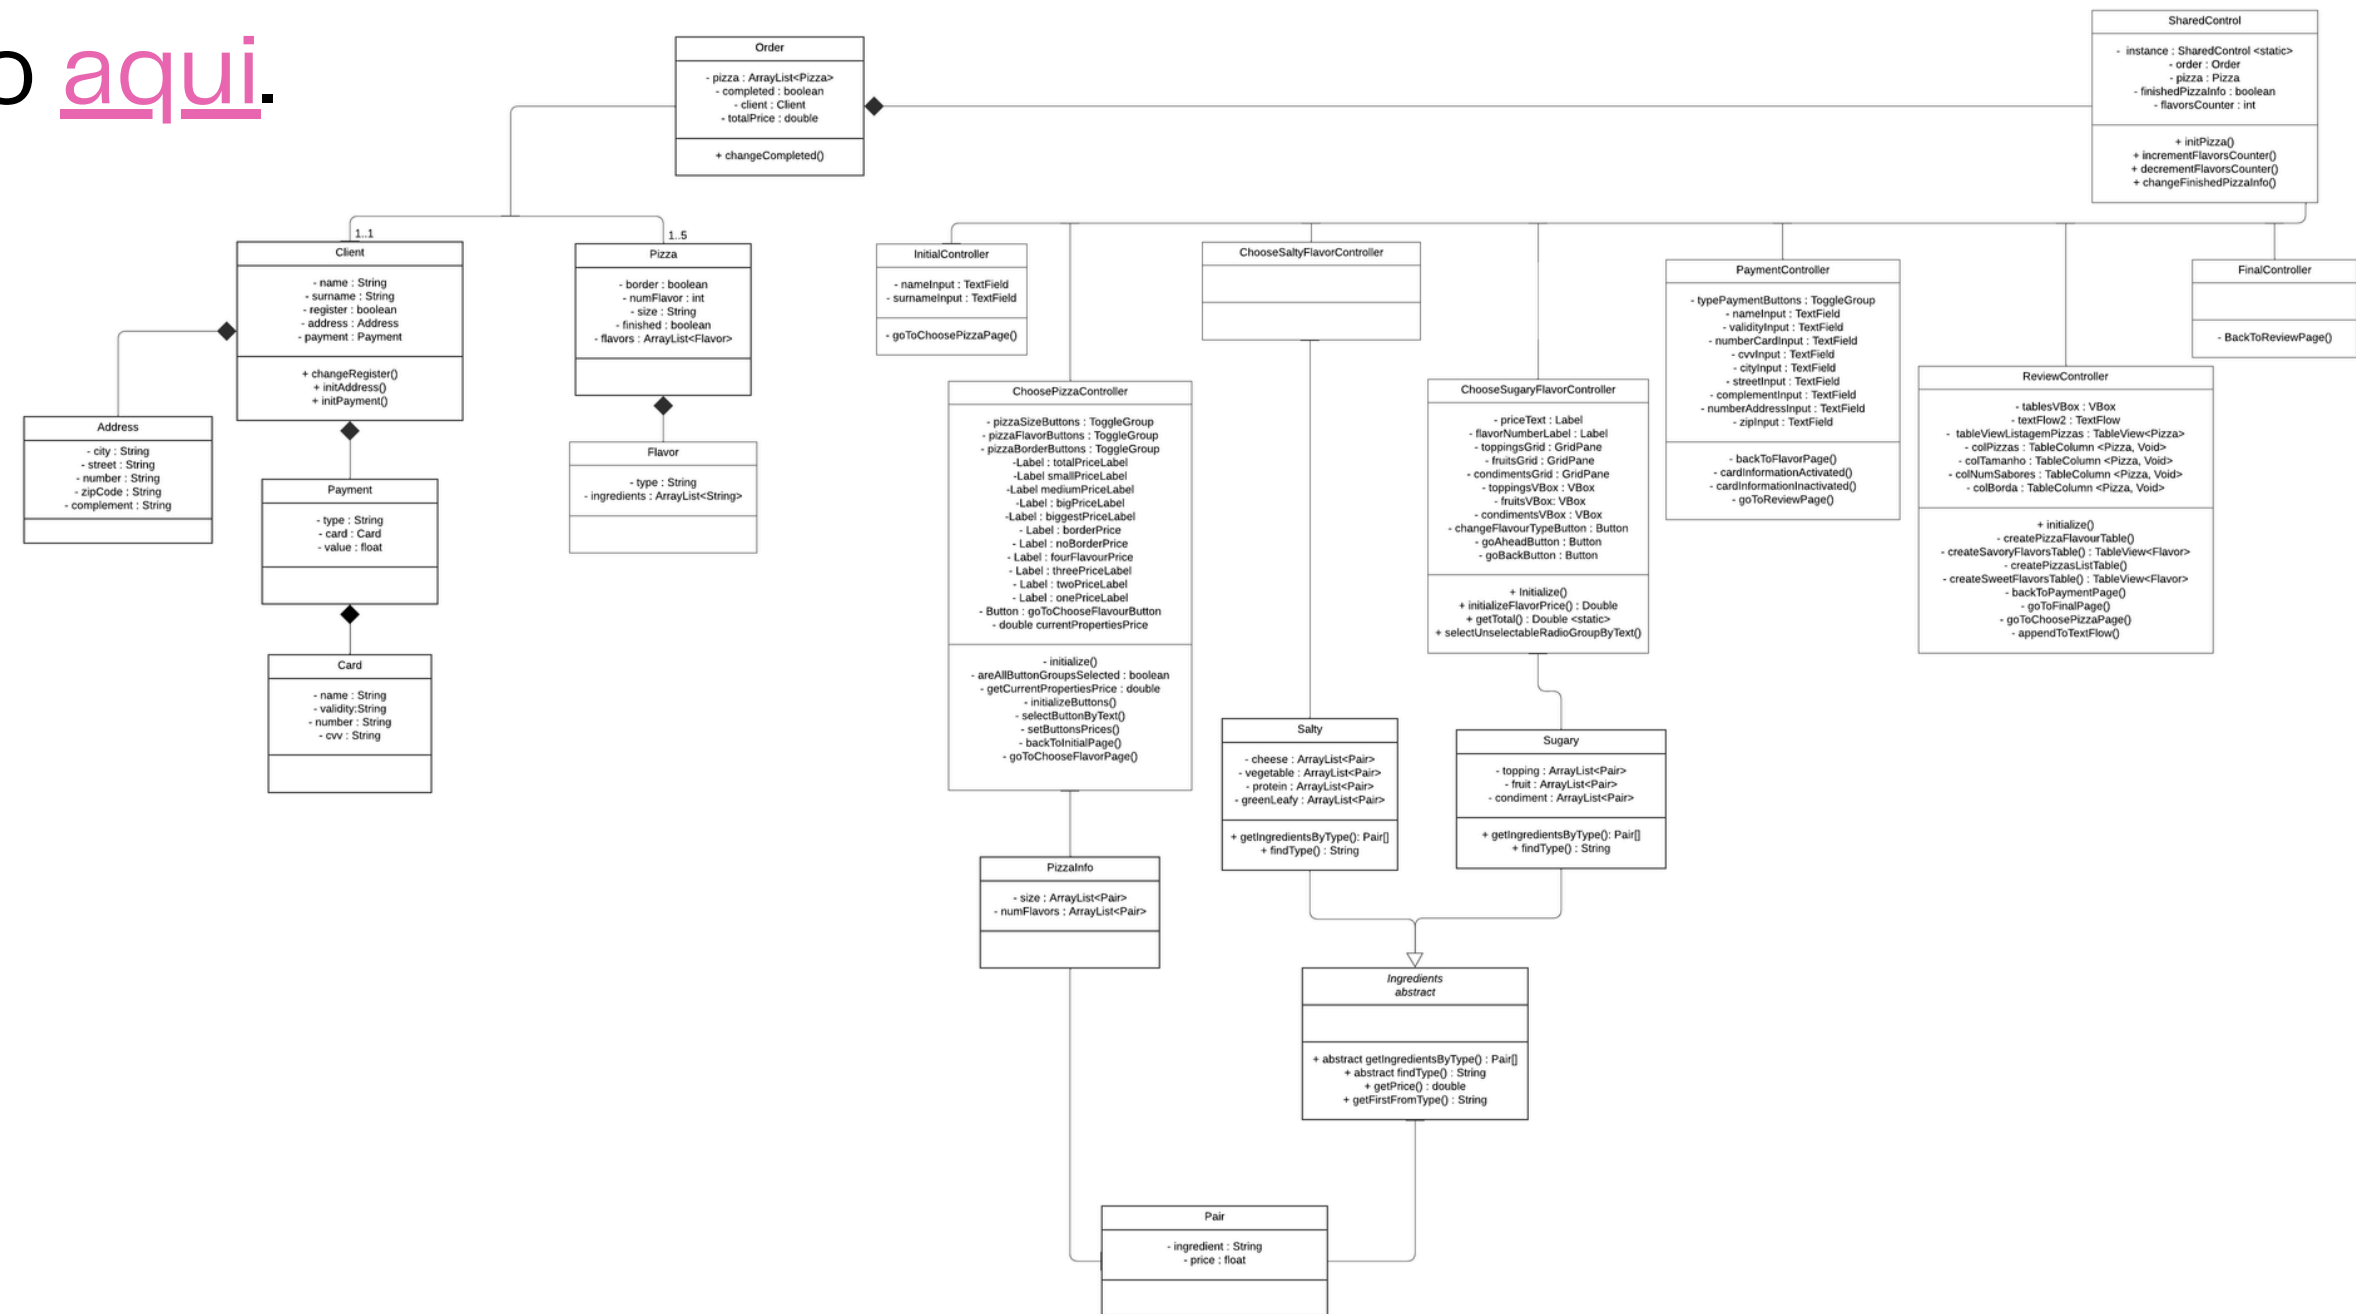 o aqui.
Order
- pizza : ArrayList<Pizza>
- completed : boolean
- client : Client
- totalPrice : double
+ changeCompleted()
SharedControl
- instance : SharedControl <static>
- order : Order
- pizza : Pizza
- finishedPizzaInfo : boolean
- flavorsCounter : int
+ initPizza()
+ incrementFlavorsCounter()
+ decrementFlavorsCounter()
+ changeFinishedPizzaInfo()
1..1
Client
- name : String
- surname : String
- register : boolean
- address : Address
- payment : Payment
+ changeRegister()
+ initAddress()
+ initPayment()
1..5
Pizza
- border : boolean
- numFlavor : int
- size : String
- finished : boolean
- flavors : ArrayList<Flavor>
Address
- city : String
- street : String
- number : String
- zipCode : String
- complement : String
Payment
- type : String
- card : Card
- value : float
Card
- name : String
- validity:String
- number : String
- cvv : String
Flavor
- type : String
- ingredients : ArrayList<String>
InitialController
- nameInput : TextField
- surnameInput : TextField
- goToChoosePizzaPage()
ChoosePizzaController
- pizzaSizeButtons : ToggleGroup
- pizzaFlavorButtons : ToggleGroup
- pizzaBorderButtons : ToggleGroup
-Label : totalPriceLabel
-Label smallPriceLabel
-Label mediumPriceLabel
-Label : bigPriceLabel
-Label : biggestPriceLabel
- Label : borderPrice
- Label : noBorderPrice
- Label : fourFlavourPrice
- Label : threePriceLabel
- Label : twoPriceLabel
- Label : onePriceLabel
- Button : goToChooseFlavourButton
- double currentPropertiesPrice
- initialize()
- areAllButtonGroupsSelected : boolean
- getCurrentPropertiesPrice : double
- initializeButtons()
- selectButtonByText()
- setButtonsPrices()
- backToInitialPage()
- goToChooseFlavorPage()
ChooseSaltyFlavorController
ChooseSugaryFlavorController
- priceText : Label
- flavorNumberLabel : Label
- toppingsGrid : GridPane
- fruitsGrid : GridPane
- condimentsGrid : GridPane
- toppingsVBox : VBox
- fruitsVBox: VBox
- condimentsVBox : VBox
- changeFlavourTypeButton : Button
- goAheadButton : Button
- goBackButton : Button
+ Initialize()
+ initializeFlavorPrice() : Double
+ getTotal() : Double <static>
+ selectUnselectableRadioGroupByText()
PaymentController
- typePaymentButtons : ToggleGroup
- nameInput : TextField
- validityInput : TextField
- numberCardInput : TextField
- cvvInput : TextField
- cityInput : TextField
- streetInput : TextField
- complementInput : TextField
- numberAddressInput : TextField
- zipInput : TextField
- backToFlavorPage()
- cardInformationActivated()
- cardInformationInactivated()
- goToReviewPage()
ReviewController
- tablesVBox : VBox
- textFlow2 : TextFlow
- tableViewListagemPizzas : TableView<Pizza>
- colPizzas : TableColumn <Pizza, Void>
- colTamanho : TableColumn <Pizza, Void>
- colNumSabores : TableColumn <Pizza, Void>
- colBorda : TableColumn <Pizza, Void>
+ initialize()
- createPizzaFlavourTable()
- createSavoryFlavorsTable() : TableView<Flavor>
- createPizzasListTable()
- createSweetFlavorsTable() : TableView<Flavor>
- backToPaymentPage()
- goToFinalPage()
- goToChoosePizzaPage()
- appendToTextFlow()
FinalController
- BackToReviewPage()
Salty
- cheese : ArrayList<Pair>
- vegetable : ArrayList<Pair>
- protein : ArrayList<Pair>
- greenLeafy : ArrayList<Pair>
+ getIngredientsByType(): Pair[]
+ findType() : String
Sugary
- topping : ArrayList<Pair>
- fruit : ArrayList<Pair>
- condiment : ArrayList<Pair>
+ getIngredientsByType(): Pair[]
+ findType() : String
PizzaInfo
- size : ArrayList<Pair>
- numFlavors : ArrayList<Pair>
Ingredients
abstract
+ abstract getIngredientsByType() : Pair[]
+ abstract findType() : String
+ getPrice() : double
+ getFirstFromType() : String
Pair
- ingredient : String
- price : float